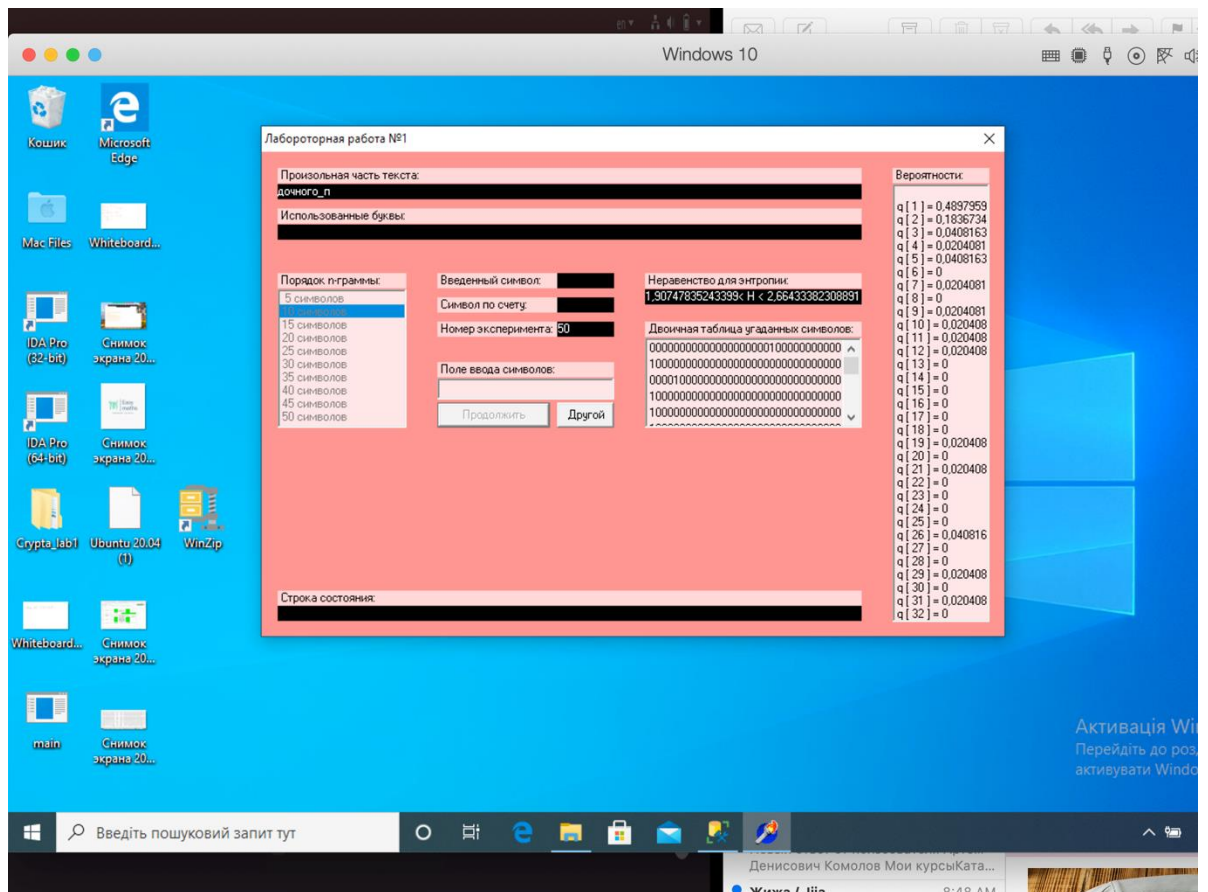 en
Windows 10
Кошик
Microsoft Edge
Mac Files
Whiteboard...
IDA Pro (32-bit)
Снимок экрана 20...
IDA Pro (64-bit)
Снимок экрана 20...
Crypta_lab1
Ubuntu 20.04 (1)
WinZip
Whiteboard...
Снимок экрана 20...
main
Снимок экрана 20...
Лабороторная работа №1
Произвольная часть текста:
дочного_п
Использованные буквы:
Порядок n-граммы:
5 символов
10 символов
15 символов
20 символов
25 символов
30 символов
35 символов
40 символов
45 символов
50 символов
Введенный символ:
Символ по счету:
Номер эксперимента: 50
Поле ввода символов:
Продолжить
Другой
Неравенство для энтропии:
1,90747835243399< H < 2,66433382308891
Двоичная таблица угаданных символов:
00000000000000000000100000000000
10000000000000000000000000000000
00001000000000000000000000000000
10000000000000000000000000000000
10000000000000000000000000000000
Строка состояния:
Вероятности:
q [ 1 ] = 0,4897959
q [ 2 ] = 0,1836734
q [ 3 ] = 0,0408163
q [ 4 ] = 0,0204081
q [ 5 ] = 0,0408163
q [ 6 ] = 0
q [ 7 ] = 0,0204081
q [ 8 ] = 0
q [ 9 ] = 0,0204081
q [ 10 ] = 0,020408
q [ 11 ] = 0,020408
q [ 12 ] = 0,020408
q [ 13 ] = 0
q [ 14 ] = 0
q [ 15 ] = 0
q [ 16 ] = 0
q [ 17 ] = 0
q [ 18 ] = 0
q [ 19 ] = 0,020408
q [ 20 ] = 0
q [ 21 ] = 0,020408
q [ 22 ] = 0
q [ 23 ] = 0
q [ 24 ] = 0
q [ 25 ] = 0
q [ 26 ] = 0,040816
q [ 27 ] = 0
q [ 28 ] = 0
q [ 29 ] = 0,020408
q [ 30 ] = 0
q [ 31 ] = 0,020408
q [ 32 ] = 0
Активація Wi
Перейдіть до роз,
активувати Windo
Введіть пошуковий запит тут
Денисович Комолов Мои курсыКата...
8:48 AM